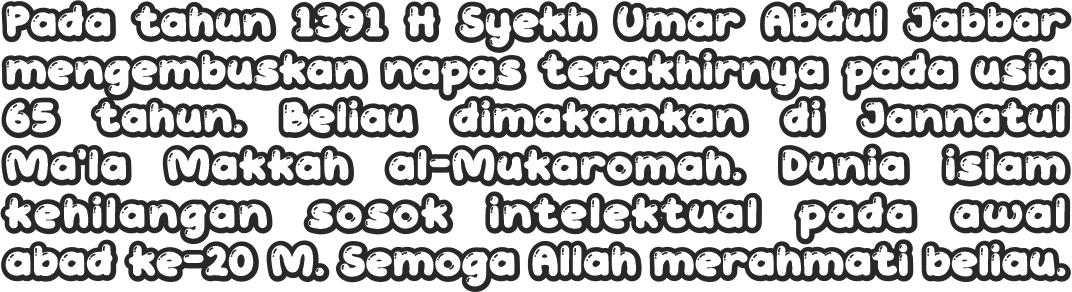 Pada tahun 1391 H Syekh Umar Abdul Jabbar
mengembuskan napas terakhirnya pada usia
65 tahun. Beliau dimakamkan di Jannatul
Ma'la Makkah al-Mukaromah. Dunia islam
kehilangan sosok intelektual pada awal
abad ke-20 M. Semoga Allah merahmati beliau.